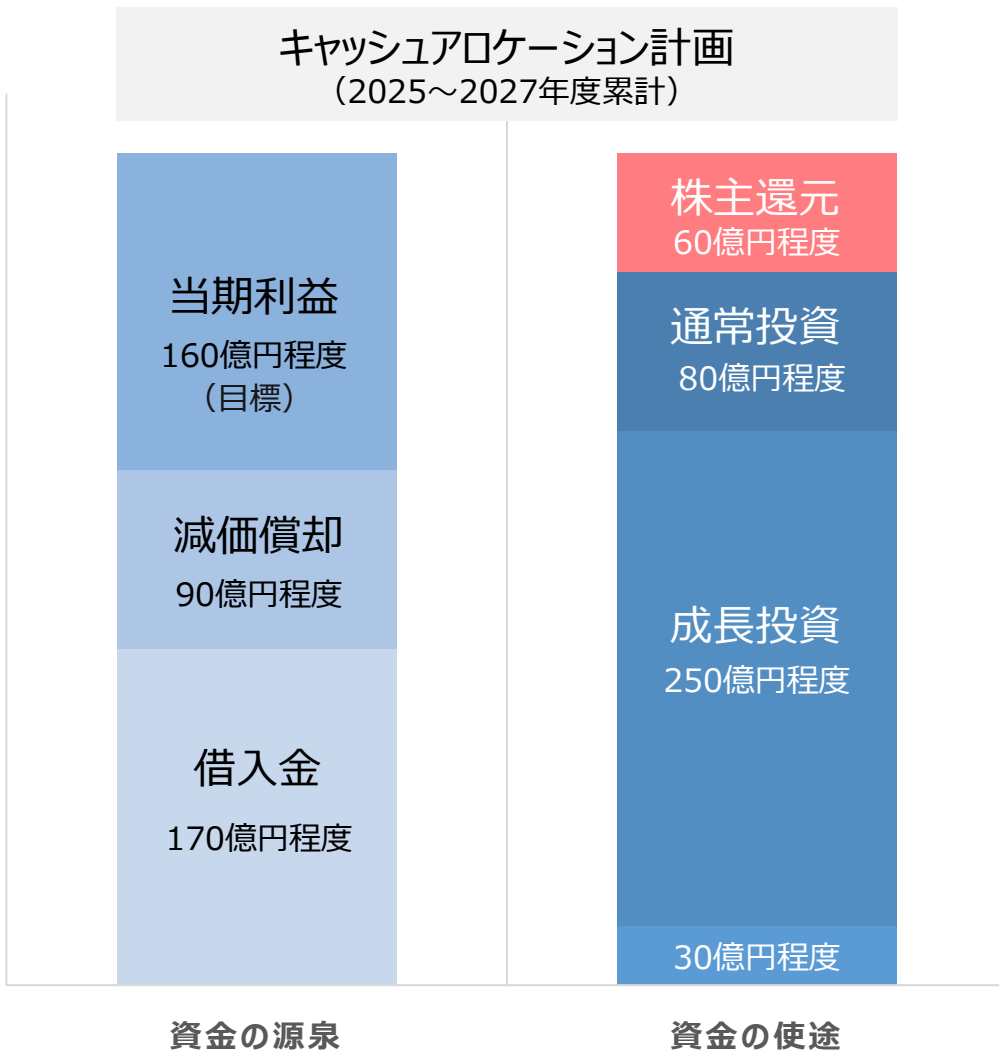 キャッシュアロケーション計画
（2025～2027年度累計）
当期利益
160億円程度
（目標）
減価償却
90億円程度
借入金
170億円程度
株主還元
60億円程度
通常投資
80億円程度
成長投資
250億円程度
30億円程度
資金の源泉
資金の使途